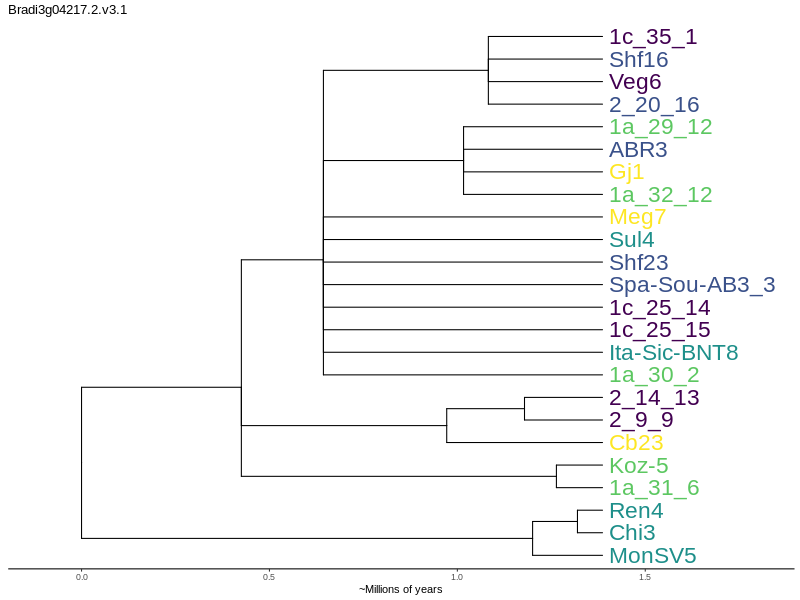 Bradi3g04217.2.v3.1
1c_35_1
Shf16
Veg6
2_20_16
1a_29_12
ABR3
Gj1
1a_32_12
Meg7
Sul4
Shf23
Spa-Sou-AB3_3
1c_25_14
1c_25_15
Ita-Sic-BNT8
1a_30_2
2_14_13
2_9_9
Cb23
Koz-5
1a_31_6
Ren4
Chi3
MonSV5
0.0 0.5 1.0 1.5
~Millions of years